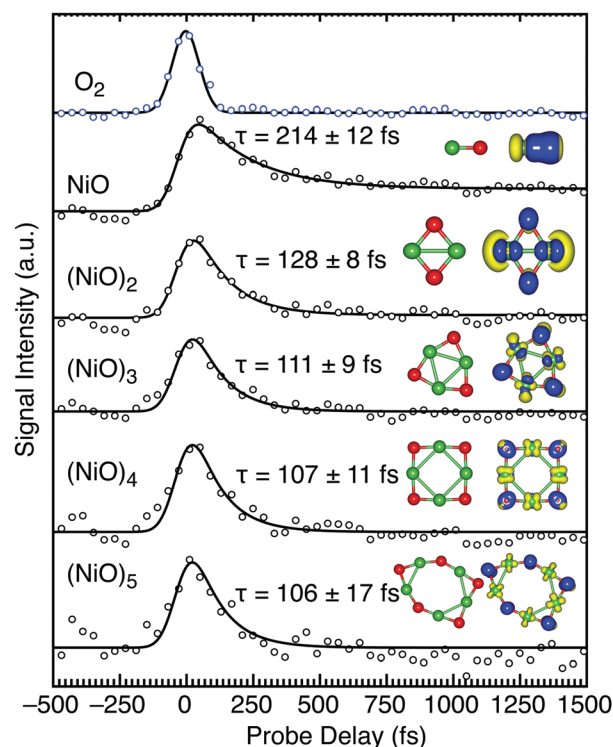 O₂
τ = 214 ± 12 fs
NiO
(NiO)₂
τ = 128 ± 8 fs
(NiO)₃
τ = 111 ± 9 fs
(NiO)₄
τ = 107 ± 11 fs
(NiO)₅
τ = 106 ± 17 fs
Signal Intensity (a.u.)
−500 −250 0 250 500 750 1000 1250 1500
Probe Delay (fs)